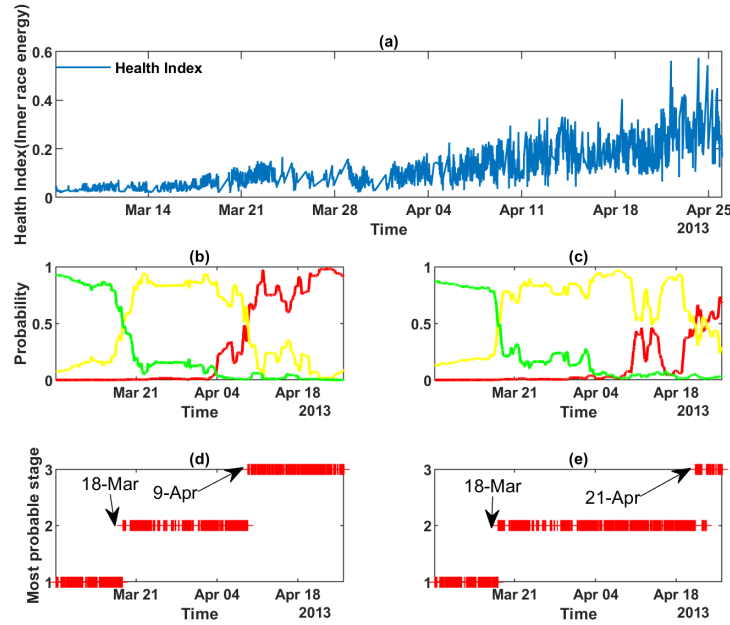 (a)
Health Index(Inner race energy)
0.6
0.4
0.2
0
Health Index
Mar 14
Mar 21
Mar 28
Apr 04
Apr 11
Apr 18
Apr 25
Time
2013
(b)
Probability
1
0.5
0
Mar 21
Apr 04
Apr 18
Time
2013
(c)
1
0.5
0
Mar 21
Apr 04
Apr 18
Time
2013
(d)
Most probable stage
3
2
1
18-Mar
9-Apr
Mar 21
Apr 04
Apr 18
Time
2013
(e)
3
2
1
18-Mar
21-Apr
Mar 21
Apr 04
Apr 18
Time
2013